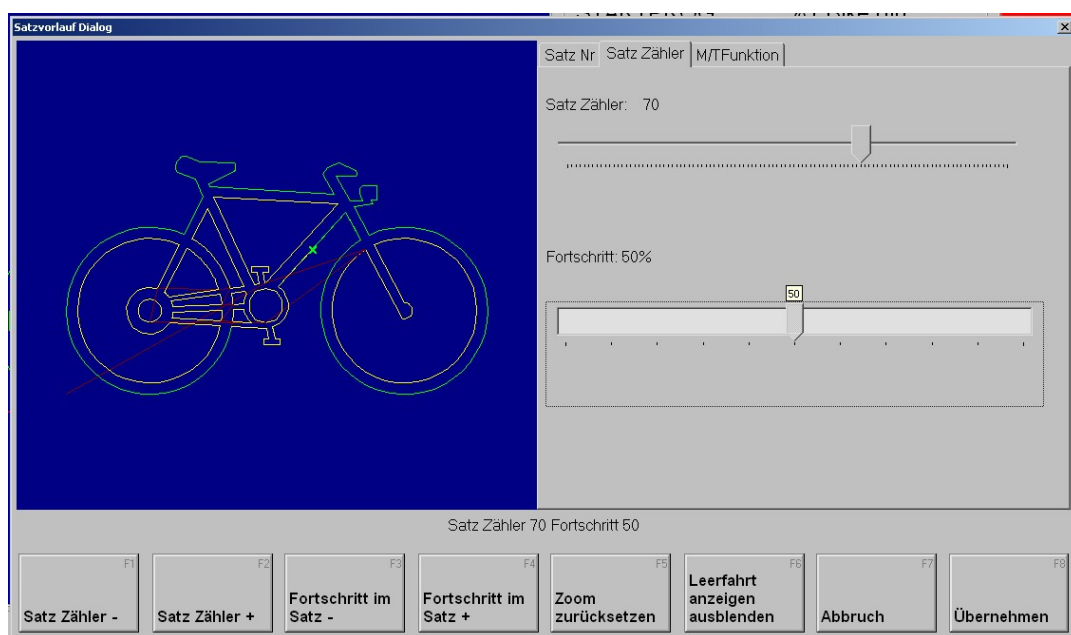 Satzvorlauf Dialog
Satz Nr
Satz Zähler
M/TFunktion
Satz Zähler: 70
Fortschritt: 50%
50
Satz Zähler 70 Fortschritt 50
F1
Satz Zähler -
F2
Satz Zähler +
F3
Fortschritt im
Satz -
F4
Fortschritt im
Satz +
F5
Zoom
zurücksetzen
F6
Leerfahrt
anzeigen
ausblenden
F7
Abbruch
F8
Übernehmen